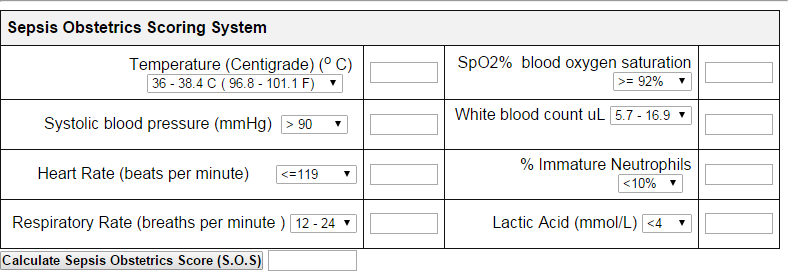 Sepsis Obstetrics Scoring System
Temperature (Centigrade) (º C)
36 - 38.4 C ( 96.8 - 101.1 F)
SpO2%  blood oxygen saturation
>= 92%
Systolic blood pressure (mmHg) > 90
White blood count uL 5.7 - 16.9
Heart Rate (beats per minute) <=119
% Immature Neutrophils
<10%
Respiratory Rate (breaths per minute ) 12 - 24
Lactic Acid (mmol/L) <4
Calculate Sepsis Obstetrics Score (S.O.S)